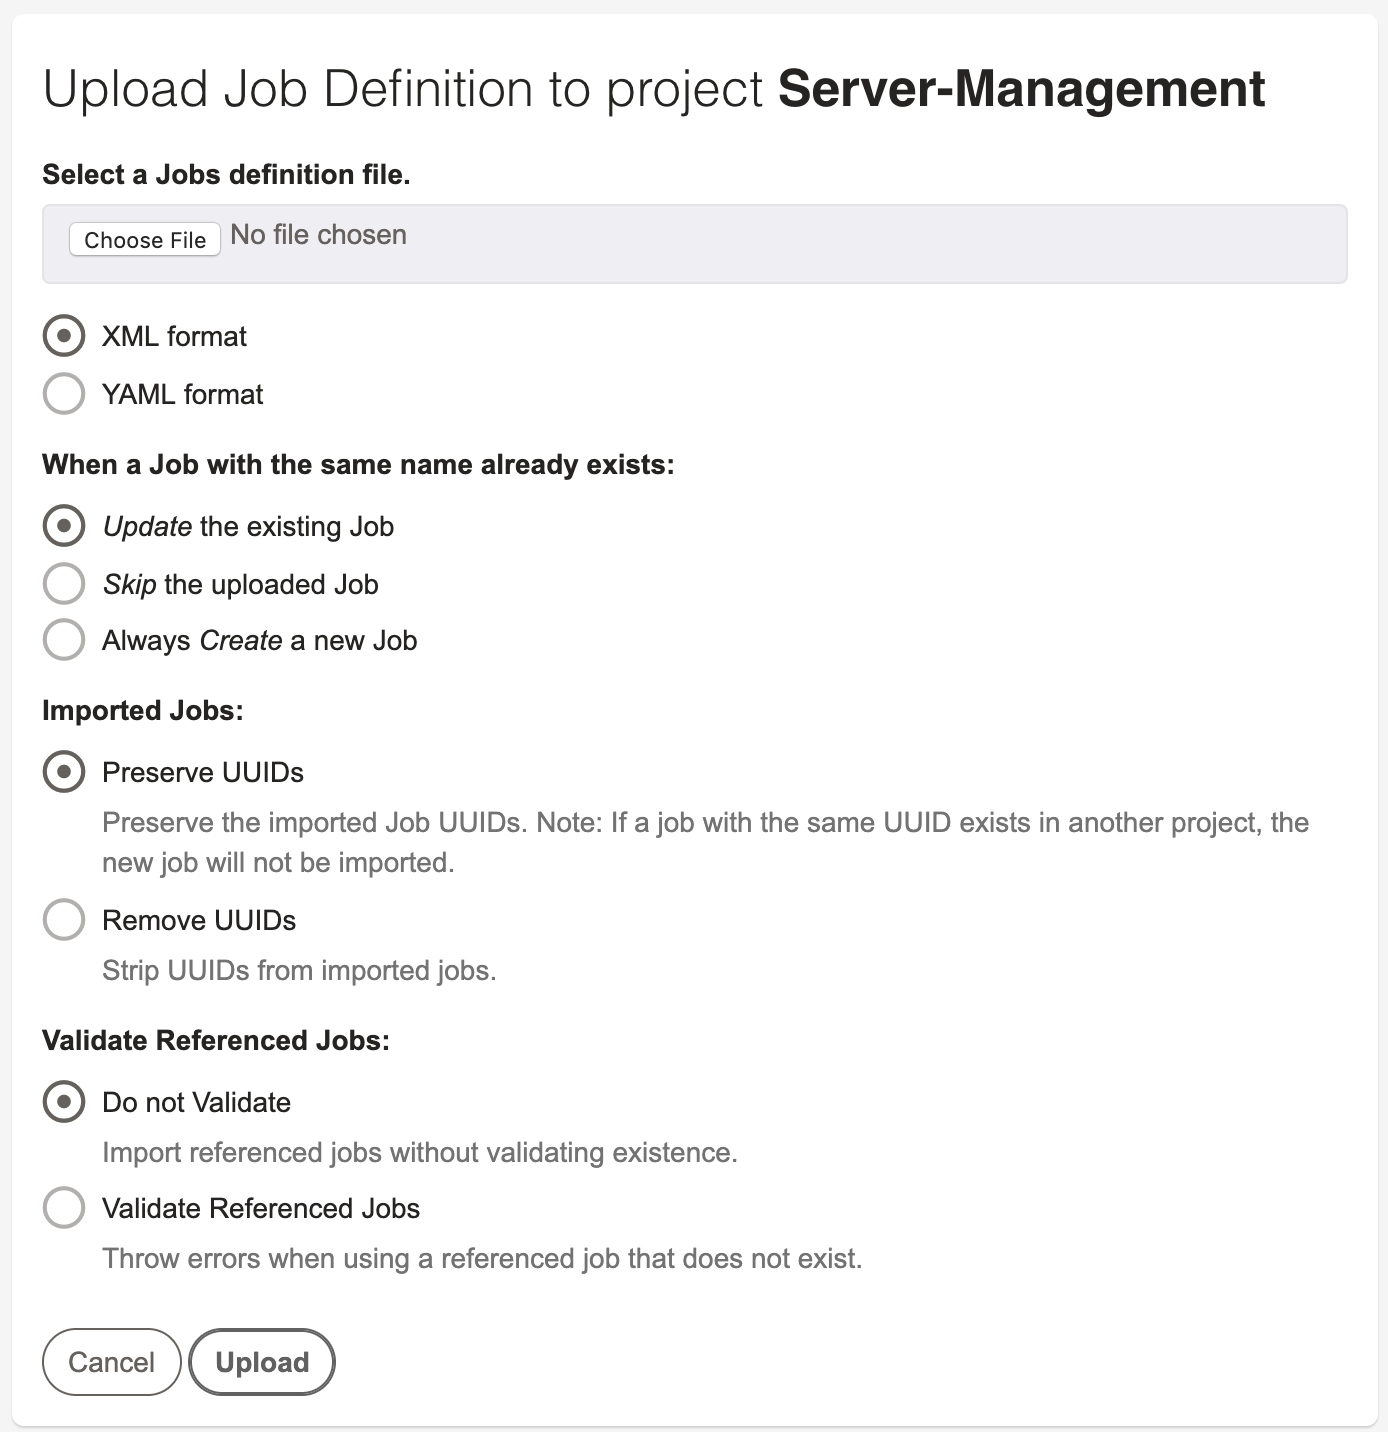 Upload Job Definition to project Server-Management
Select a Jobs definition file.
Choose File No file chosen
XML format
YAML format
When a Job with the same name already exists:
Update the existing Job
Skip the uploaded Job
Always Create a new Job
Imported Jobs:
Preserve UUIDs
Preserve the imported Job UUIDs. Note: If a job with the same UUID exists in another project, the
new job will not be imported.
Remove UUIDs
Strip UUIDs from imported jobs.
Validate Referenced Jobs:
Do not Validate
Import referenced jobs without validating existence.
Validate Referenced Jobs
Throw errors when using a referenced job that does not exist.
Cancel Upload